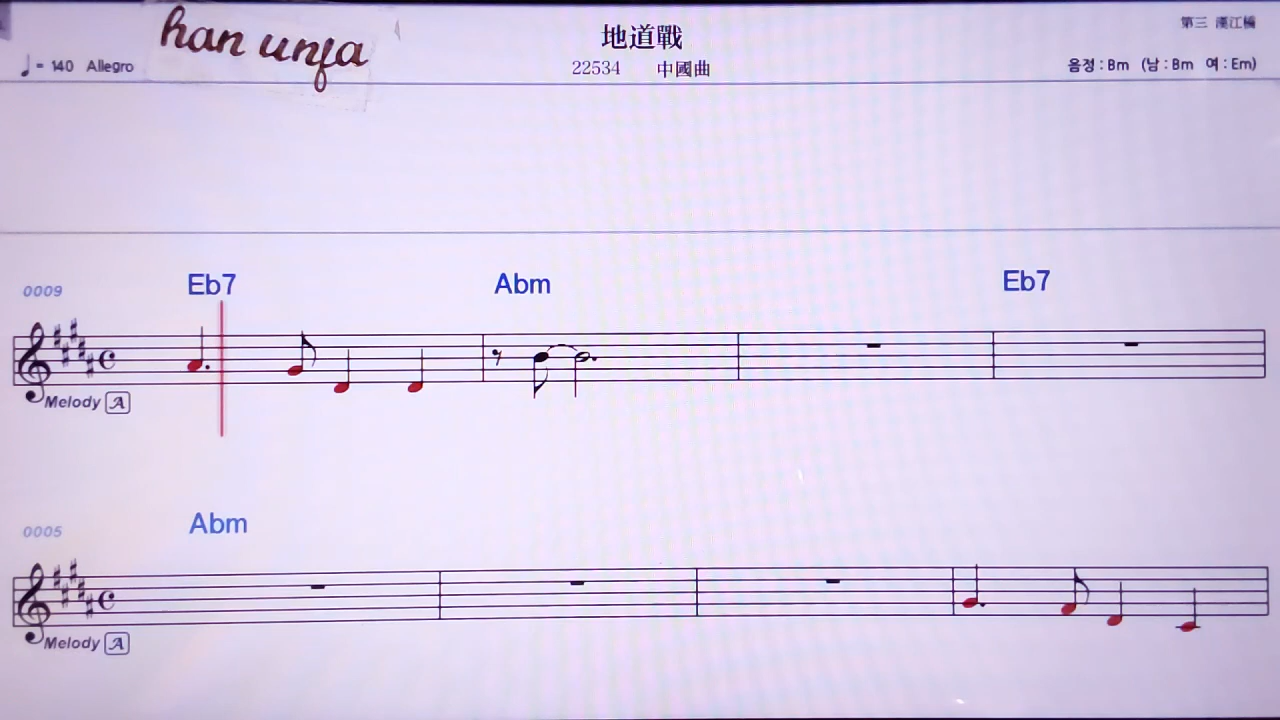 han unfa
地道戰
第三 漢江橋
♩= 140 Allegro
22534 中國曲
음정 : Bm (남 : Bm 여 : Em)
Eb7 Abm Eb7
0009
Melody A
Abm
0005
Melody A